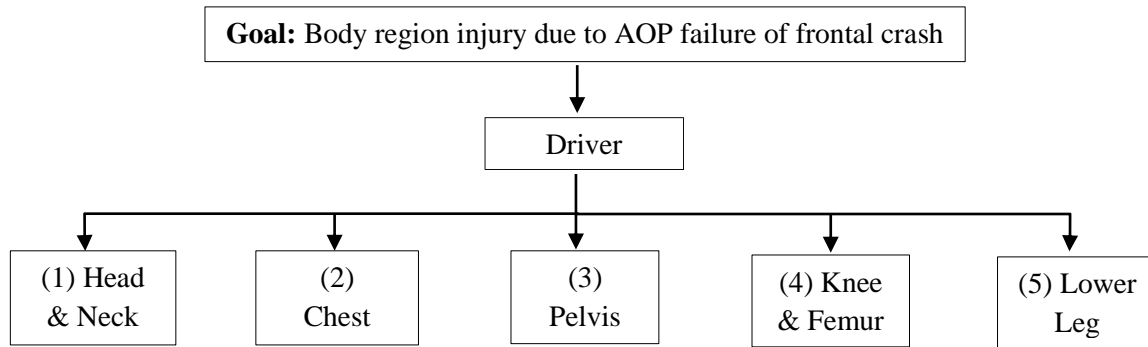 Goal: Body region injury due to AOP failure of frontal crash
Driver
(1) Head
& Neck
(2)
Chest
(3)
Pelvis
(4) Knee
& Femur
(5) Lower
Leg